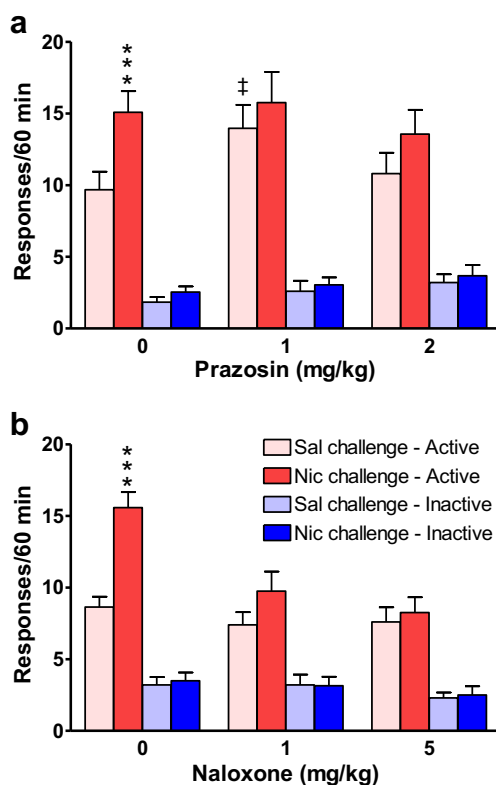 a
Responses/60 min
20
15
10
5
0
***
‡
0 1 2
Prazosin (mg/kg)
b
Responses/60 min
20
15
10
5
0
***
Sal challenge - Active
Nic challenge - Active
Sal challenge - Inactive
Nic challenge - Inactive
0 1 5
Naloxone (mg/kg)